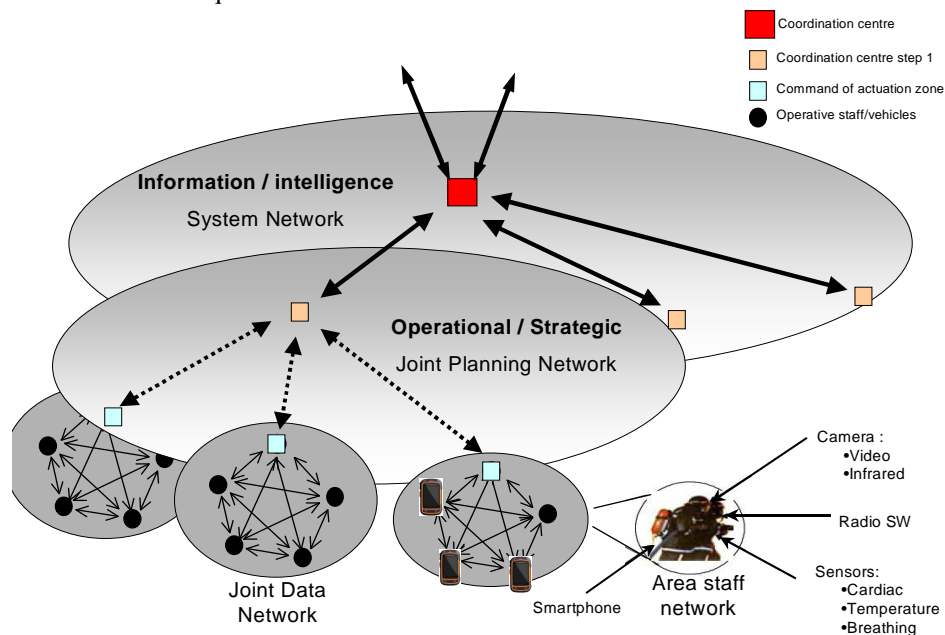 Coordination centre
Coordination centre step 1
Command of actuation zone
Operative staff/vehicles
Information / intelligence
System Network
Operational / Strategic
Joint Planning Network
Camera :
•Video
•Infrared
Radio SW
Sensors:
•Cardiac
•Temperature
•Breathing
Smartphone
Area staff
network
Joint Data
Network